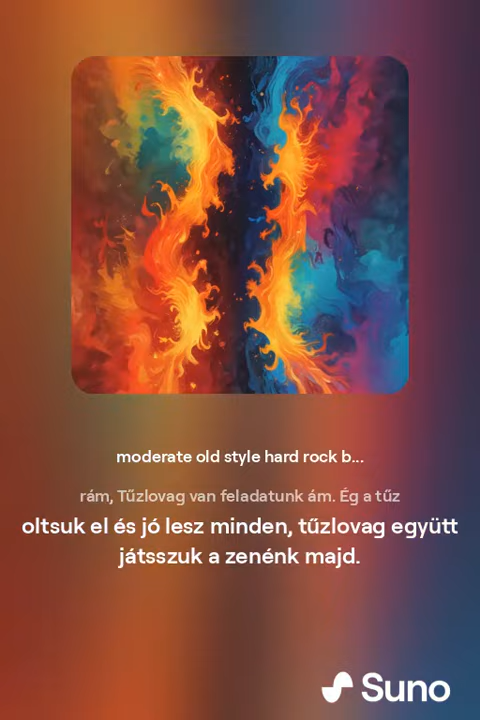 moderate old style hard rock b...
rám, Tűzlovag van feladatunk ám. Ég a tűz
oltsuk el és jó lesz minden, tűzlovag együtt
játsszuk a zenénk majd.
Suno